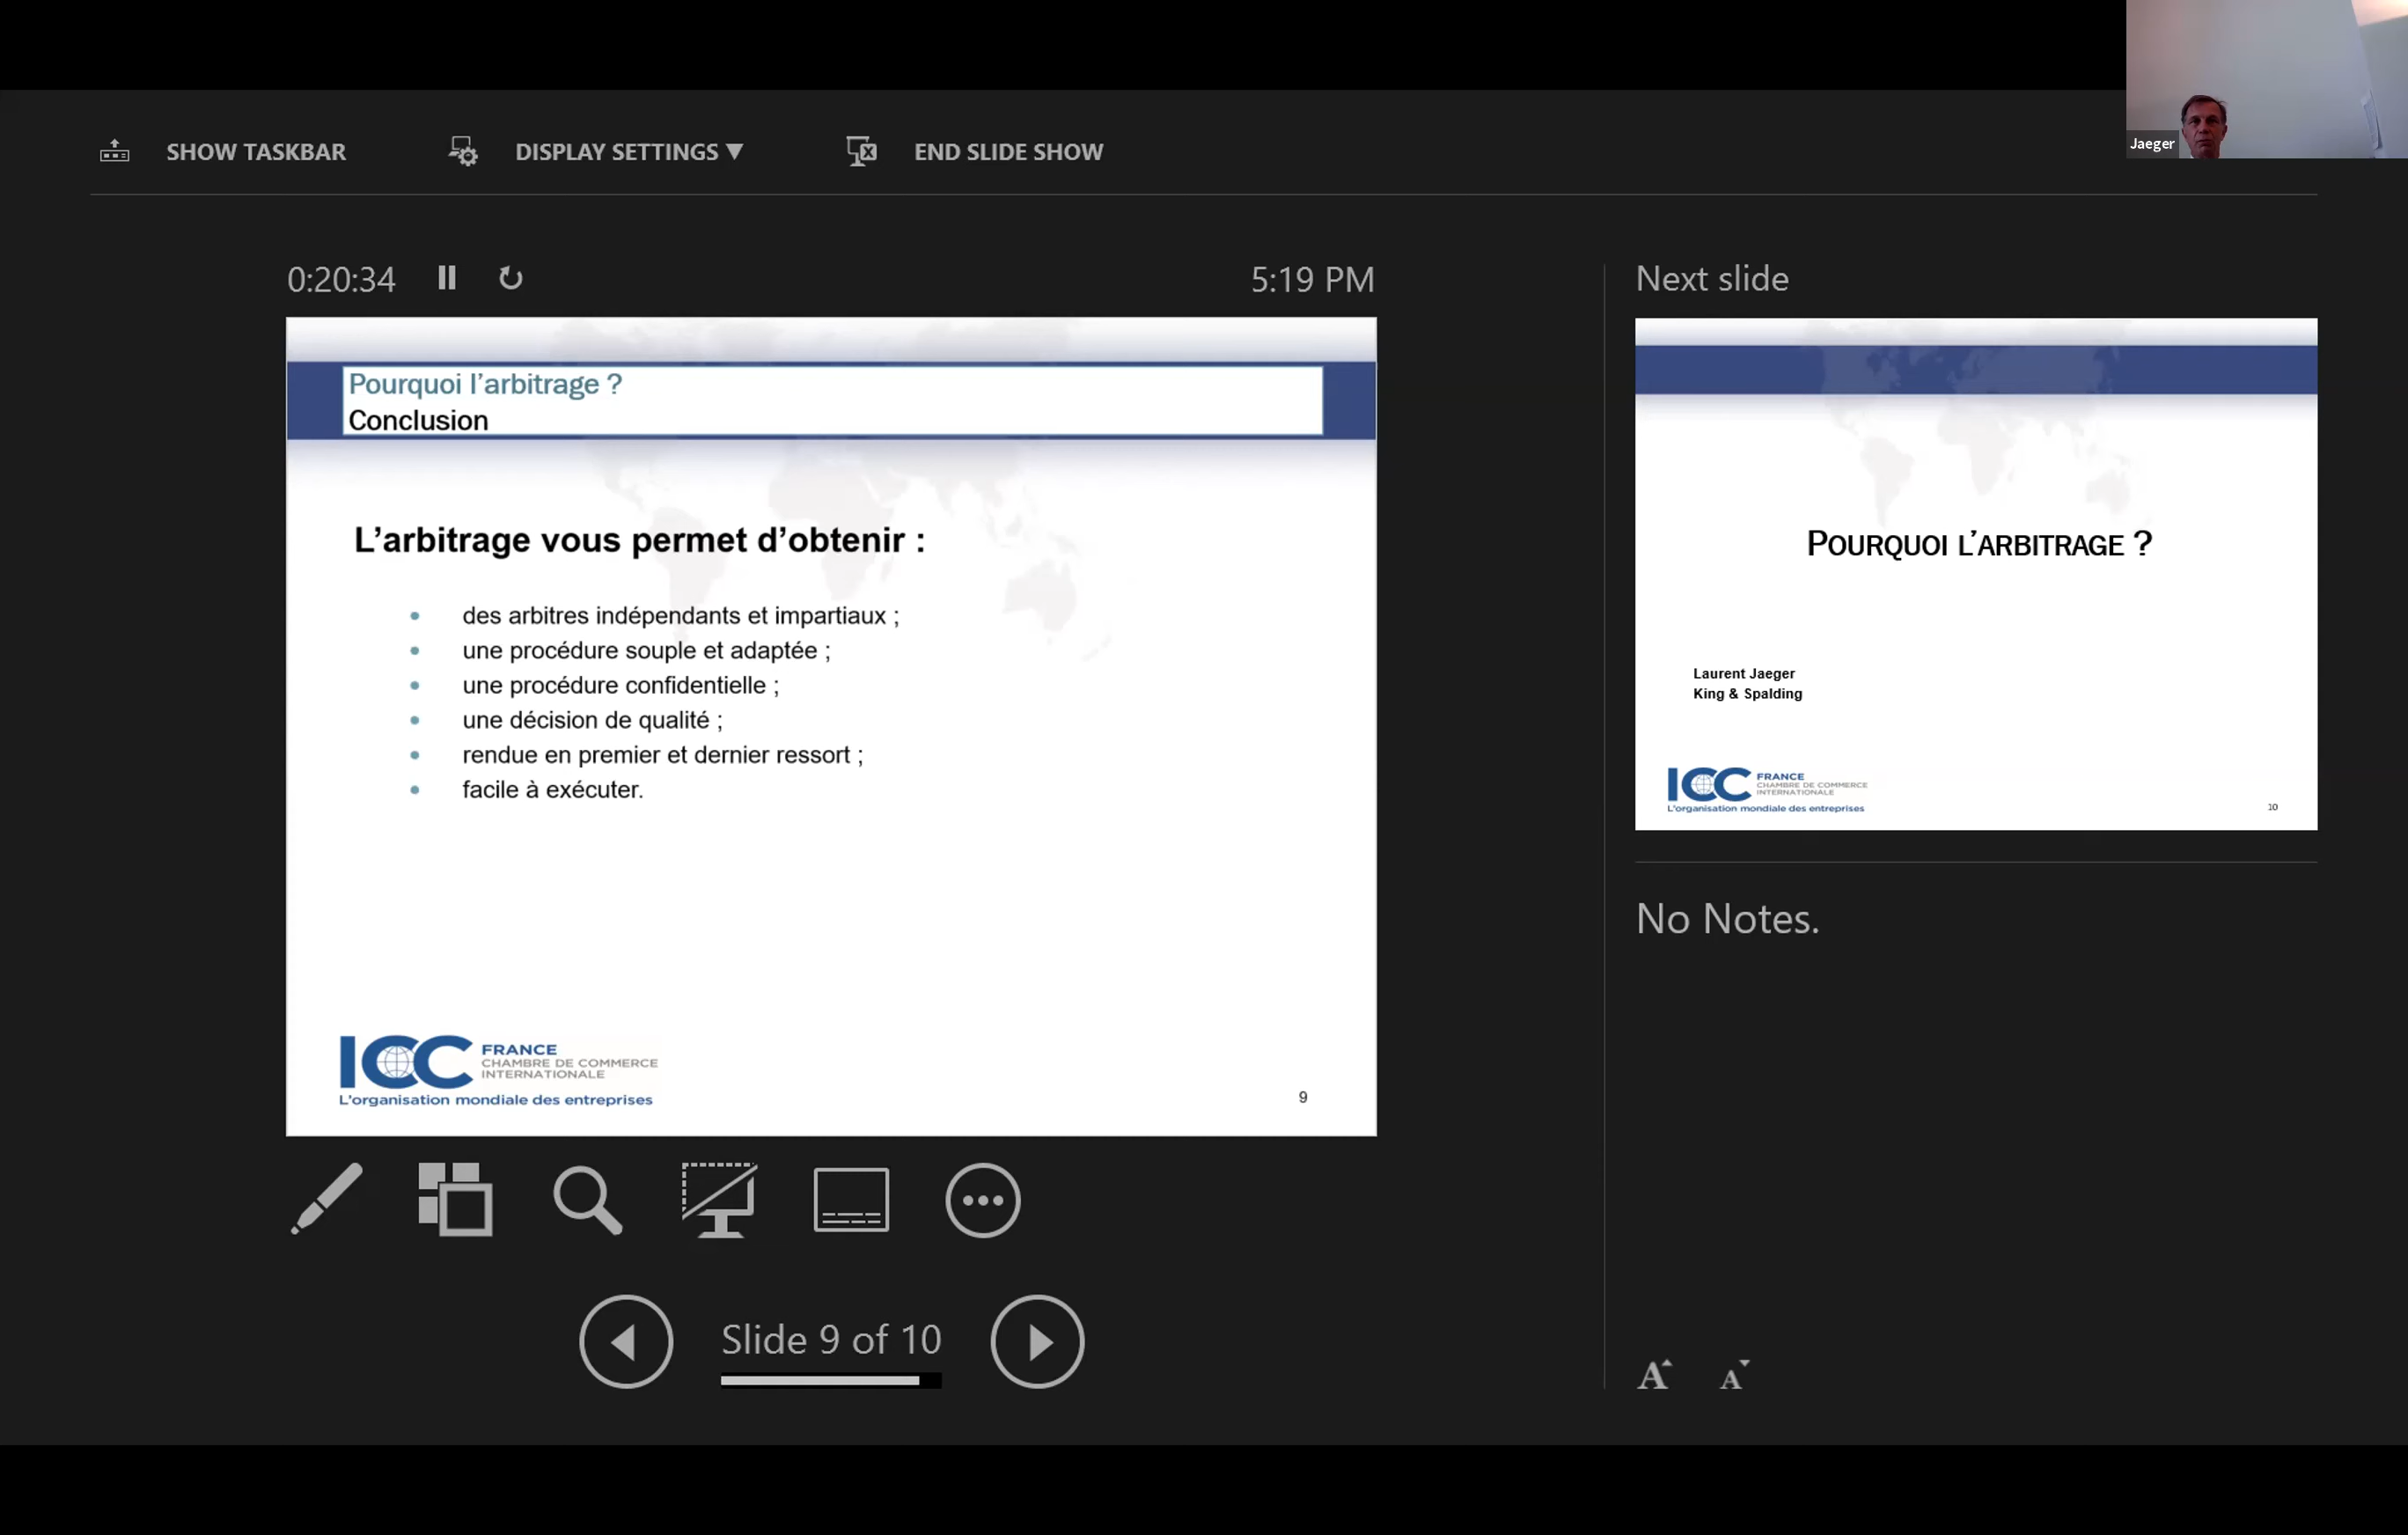 Jaeger
SHOW TASKBAR
DISPLAY SETTINGS ▼
END SLIDE SHOW
0:20:34
5:19 PM
Pourquoi l’arbitrage ?
Conclusion
L’arbitrage vous permet d’obtenir :
• des arbitres indépendants et impartiaux ;
• une procédure souple et adaptée ;
• une procédure confidentielle ;
• une décision de qualité ;
• rendue en premier et dernier ressort ;
• facile à exécuter.
ICC FRANCE
CHAMBRE DE COMMERCE
INTERNATIONALE
L'organisation mondiale des entreprises
9
Slide 9 of 10
Next slide
POURQUOI L’ARBITRAGE ?
Laurent Jaeger
King & Spalding
ICC FRANCE
CHAMBRE DE COMMERCE
INTERNATIONALE
L'organisation mondiale des entreprises
10
No Notes.
A A